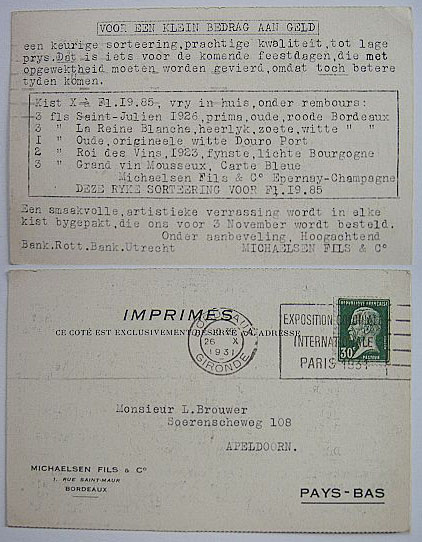 VOOR EEN KLEIN BEDRAG AAN GELD
een keurige sorteering,prachtige kwaliteit,tot lage
prys.Dat is iets voor de komende feestdagen,die met
opgewektheid moeten worden gevierd,omdat toch betere
tyden komen.
Kist X à Fl.I9.85, vry in huis,onder rembours:
3 fls Saint-Julien 1926,prima,oude,roode Bordeaux
3 " La Reine Blanche,heerlyk,zoete,witte " "
1 " Oude,origineele witte Douro Port
2 " Roi des Vins,1923,fynste,lichte Bourgogne
3 " Grand vin Mousseux, Carte Bleue
Michaelsen Fils & C° Epernay-Champagne
DEZE RYKE SORTEERING VOOR Fl.I9.85
Een smaakvolle,artistieke verrassing wordt in elke
kist bygepakt,die ons voor 3 November wordt besteld.
Onder aanbeveling, Hoogachtend
Bank.Rott.Bank.Utrecht MICHAELSEN FILS & C°
IMPRIMES
CE COTÉ EST EXCLUSIVEMENT RÉSERVÉ A L'ADRESSE
26 X
1931
GIRONDE
EXPOSITION COLONIALE
INTERNATIONALE
PARIS 1931
RÉPUBLIQUE FRANÇAISE
30c
PASTEUR
Monsieur L.Brouwer
Soerenscheweg 108
APELDOORN.
MICHAELSEN FILS & C°
1, RUE SAINT-MAUR
BORDEAUX
PAYS-BAS